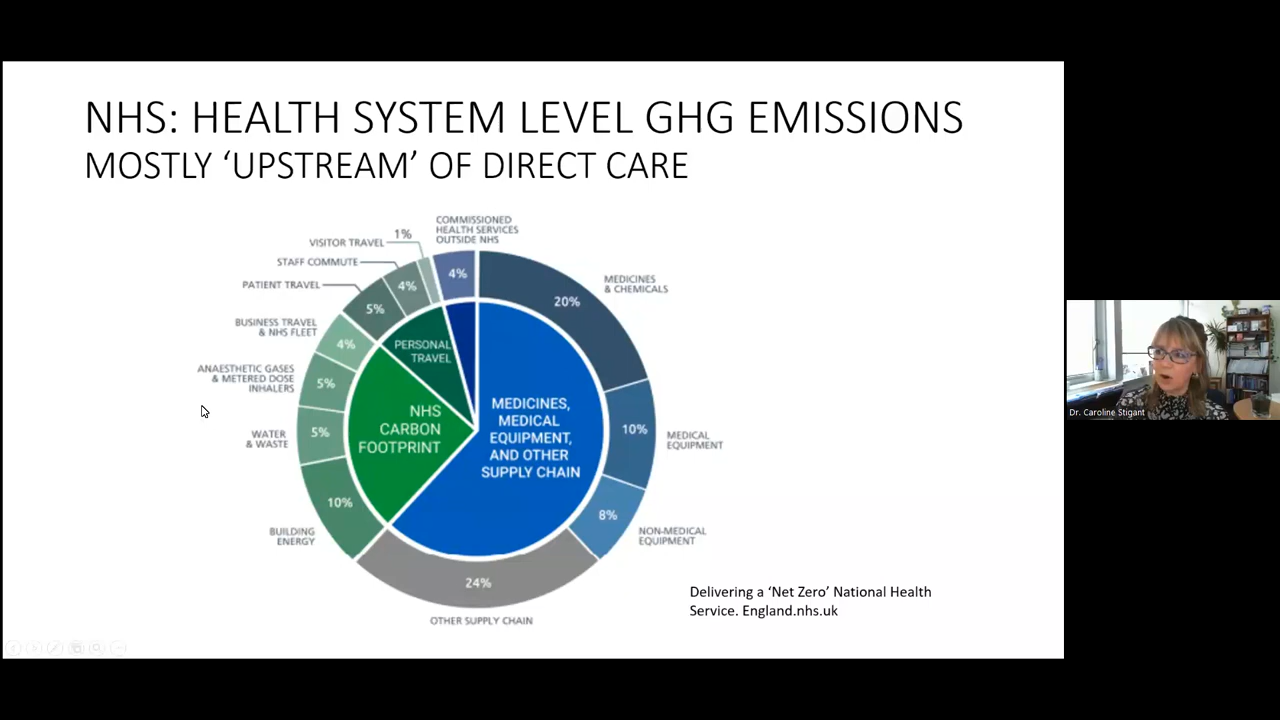 NHS: HEALTH SYSTEM LEVEL GHG EMISSIONS
MOSTLY ‘UPSTREAM’ OF DIRECT CARE
COMMISSIONED
HEALTH SERVICES
OUTSIDE NHS
1%
VISITOR TRAVEL
STAFF COMMUTE
PATIENT TRAVEL
BUSINESS TRAVEL
& NHS FLEET
ANAESTHETIC GASES
& METERED DOSE
INHALERS
WATER
& WASTE
BUILDING
ENERGY
4%
5%
4%
4%
5%
5%
10%
PERSONAL
TRAVEL
NHS
CARBON
FOOTPRINT
MEDICINES,
MEDICAL
EQUIPMENT,
AND OTHER
SUPPLY CHAIN
20%
MEDICINES
& CHEMICALS
10%
MEDICAL
EQUIPMENT
8%
NON-MEDICAL
EQUIPMENT
24%
OTHER SUPPLY CHAIN
Delivering a ‘Net Zero’ National Health
Service. England.nhs.uk
Dr. Caroline Stigant